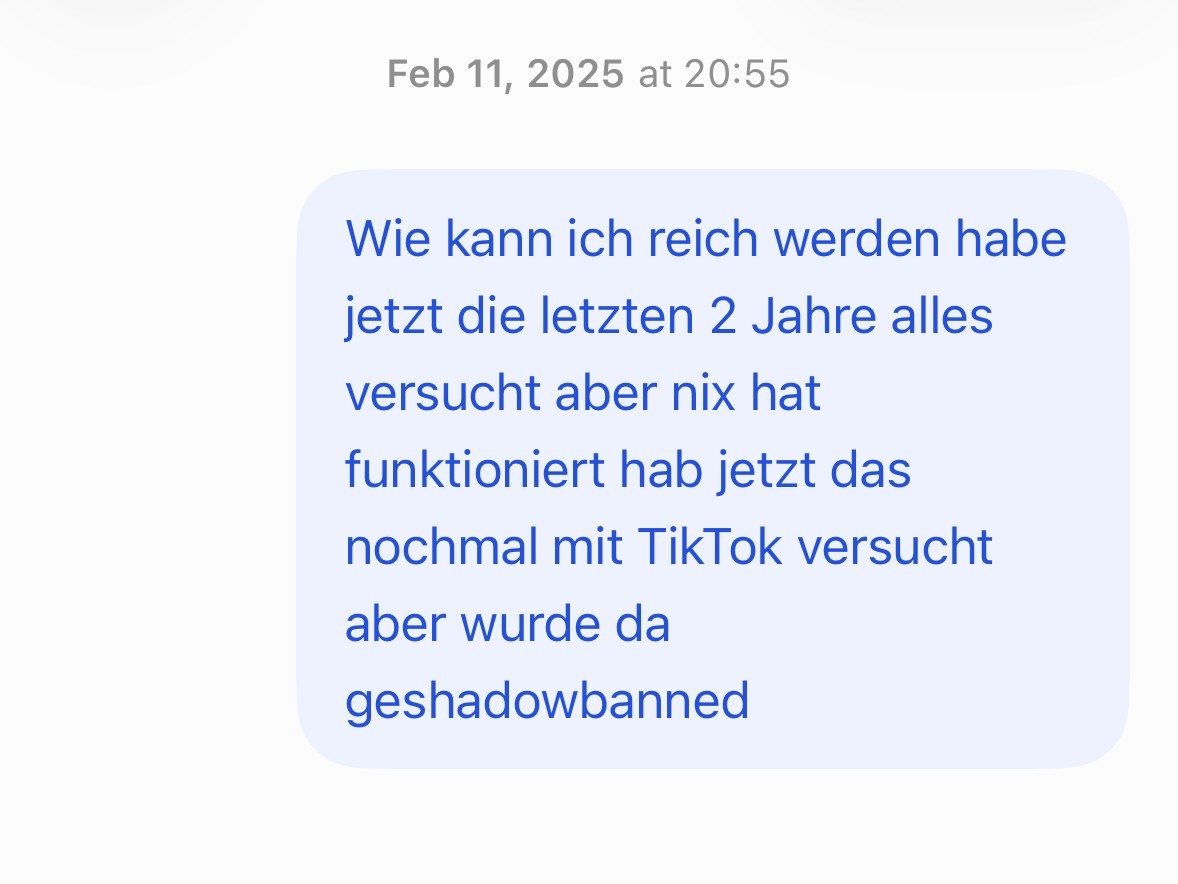 Feb 11, 2025 at 20:55
Wie kann ich reich werden habe
jetzt die letzten 2 Jahre alles
versucht aber nix hat
funktioniert hab jetzt das
nochmal mit TikTok versucht
aber wurde da
geshadowbanned